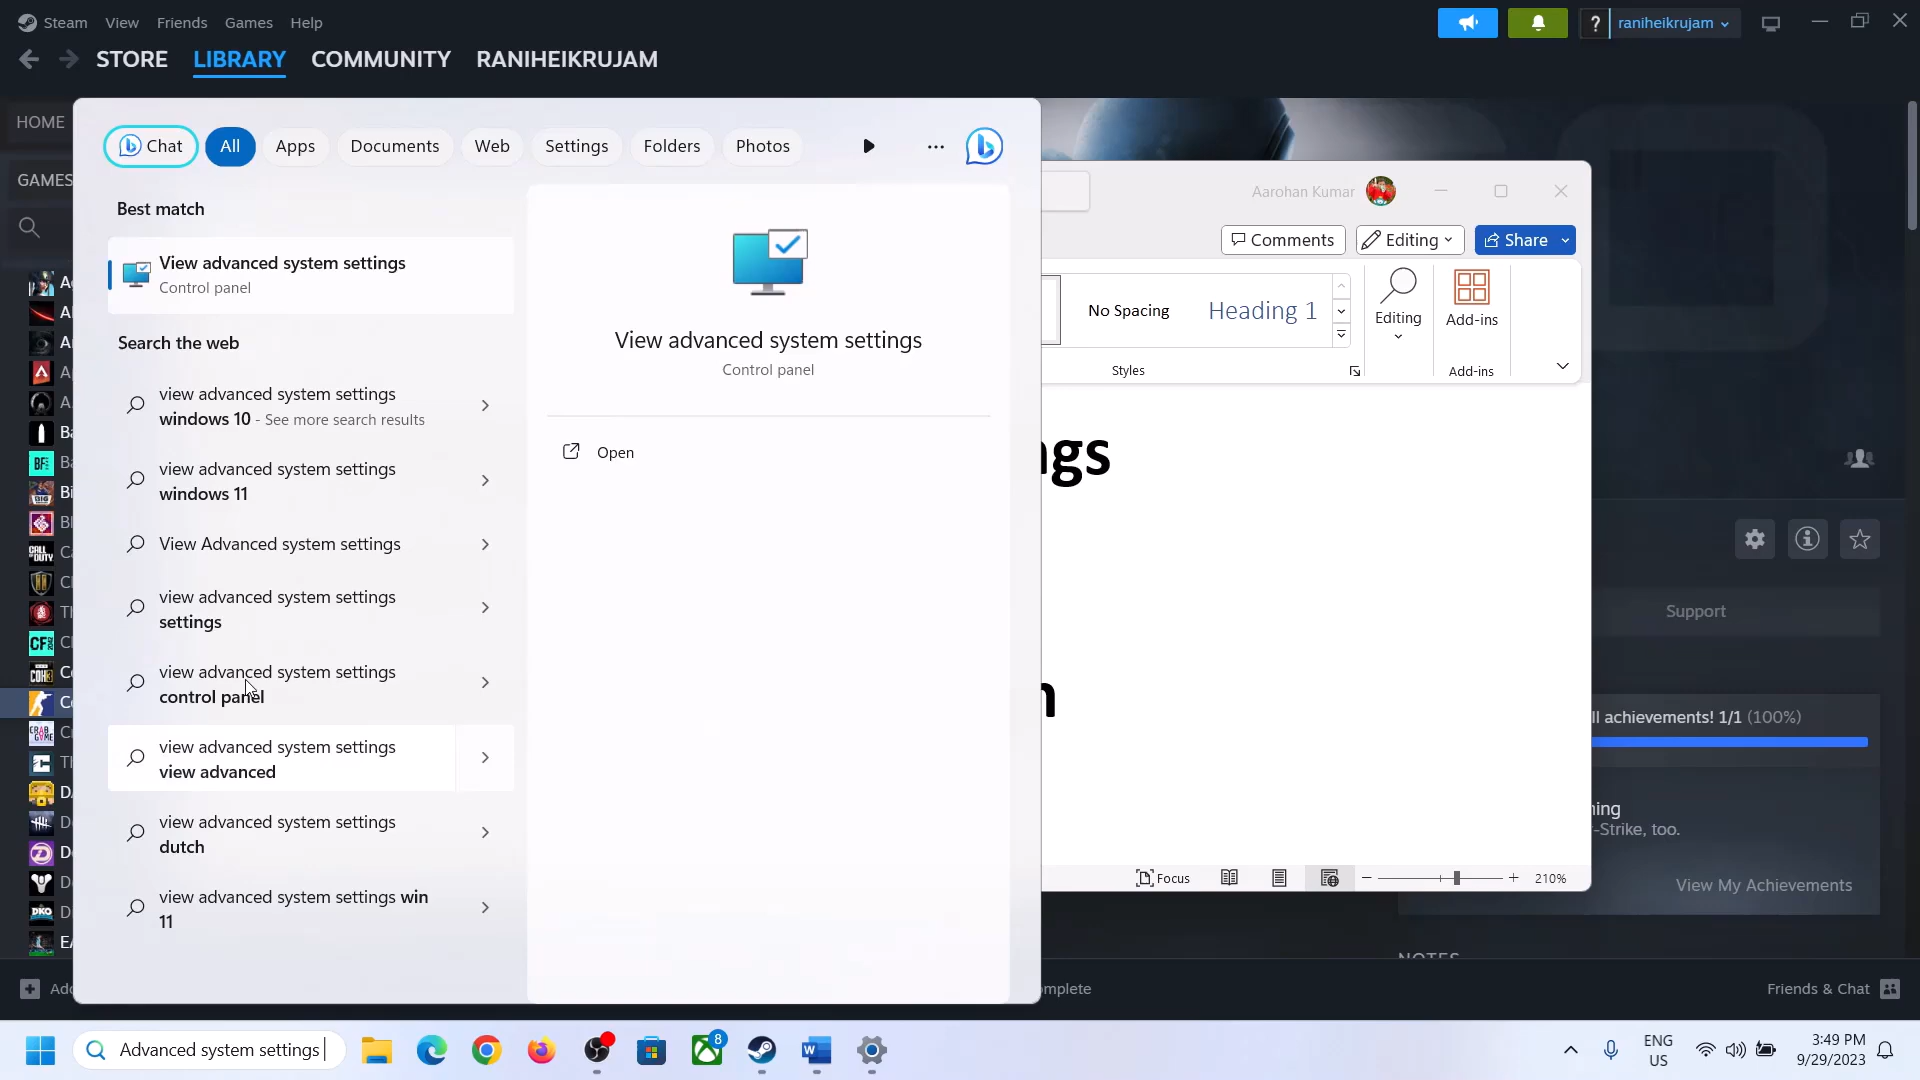 Steam View Friends Games Help
raniheikrujam
STORE LIBRARY COMMUNITY RANIHEIKRUJAM
HOME
GAMES
Chat All Apps Documents Web Settings Folders Photos
Best match
View advanced system settings
Control panel
Search the web
view advanced system settings
windows 10 - See more search results
view advanced system settings
windows 11
View Advanced system settings
view advanced system settings
settings
view advanced system settings
control panel
view advanced system settings
view advanced
view advanced system settings
dutch
view advanced system settings win
11
View advanced system settings
Control panel
Open
Aarohan Kumar
Comments Editing Share
No Spacing Heading 1
Editing
Add-ins
Styles
Add-ins
ngs
Focus
210%
Support
ll achievements! 1/1 (100%)
-Strike, too.
View My Achievements
Friends & Chat
Advanced system settings
8
ENG
US
3:49 PM
9/29/2023